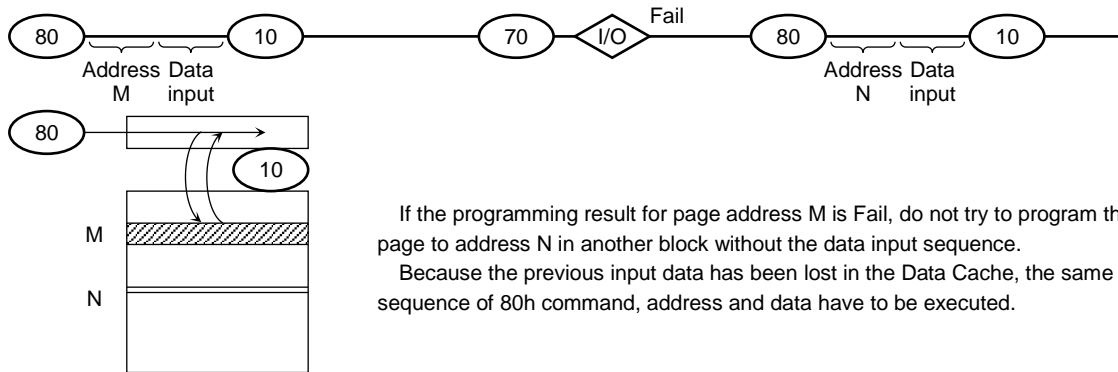 Fail
80 10 70 I/O 80 10
Address Data Address Data
M input N input
80
10
If the programming result for page address M is Fail, do not try to program the
M
page to address N in another block without the data input sequence.
Because the previous input data has been lost in the Data Cache, the same
N
sequence of 80h command, address and data have to be executed.